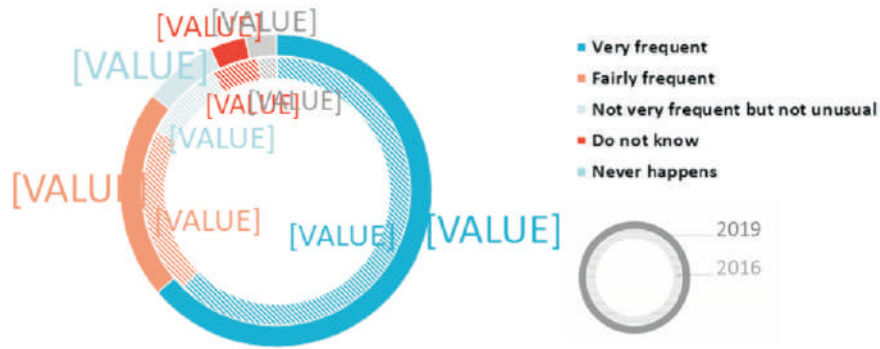 [VALUE]
[VALUE]
[VALUE]
[VALUE]
[VALUE]
[VALUE]
[VALUE]
[VALUE]
[VALUE]
[VALUE]
Very frequent
Fairly frequent
Not very frequent but not unusual
Do not know
Never happens
2019
2016